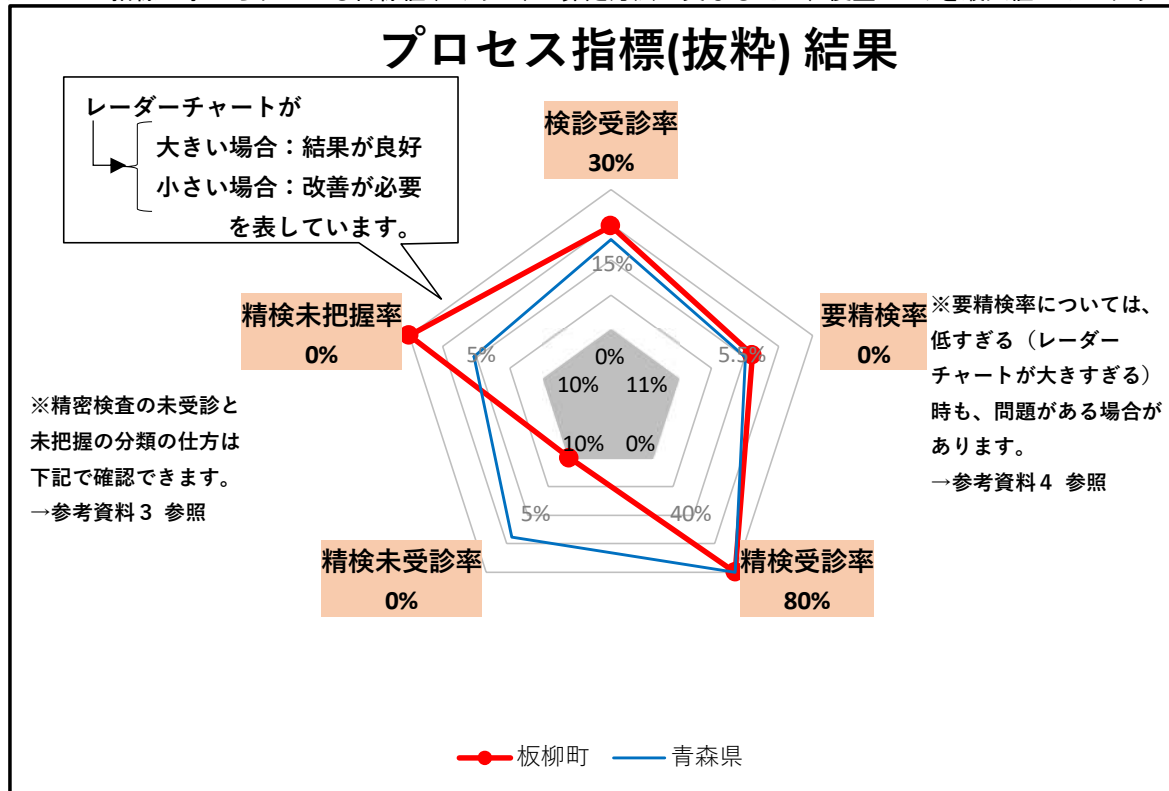 プロセス指標(抜粋) 結果
レーダーチャートが
大きい場合：結果が良好
小さい場合：改善が必要
を表しています。
検診受診率
30%
15%
精検未把握率
0%
5%
要精検率
0%
5.5%
※要精検率については、
低すぎる（レーダー
チャートが大きすぎる）
時も、問題がある場合が
あります。
→参考資料４ 参照
0%
10%
11%
10%
0%
※精密検査の未受診と
未把握の分類の仕方は
下記で確認できます。
→参考資料３ 参照
5%
40%
精検未受診率
0%
精検受診率
80%
板柳町
青森県